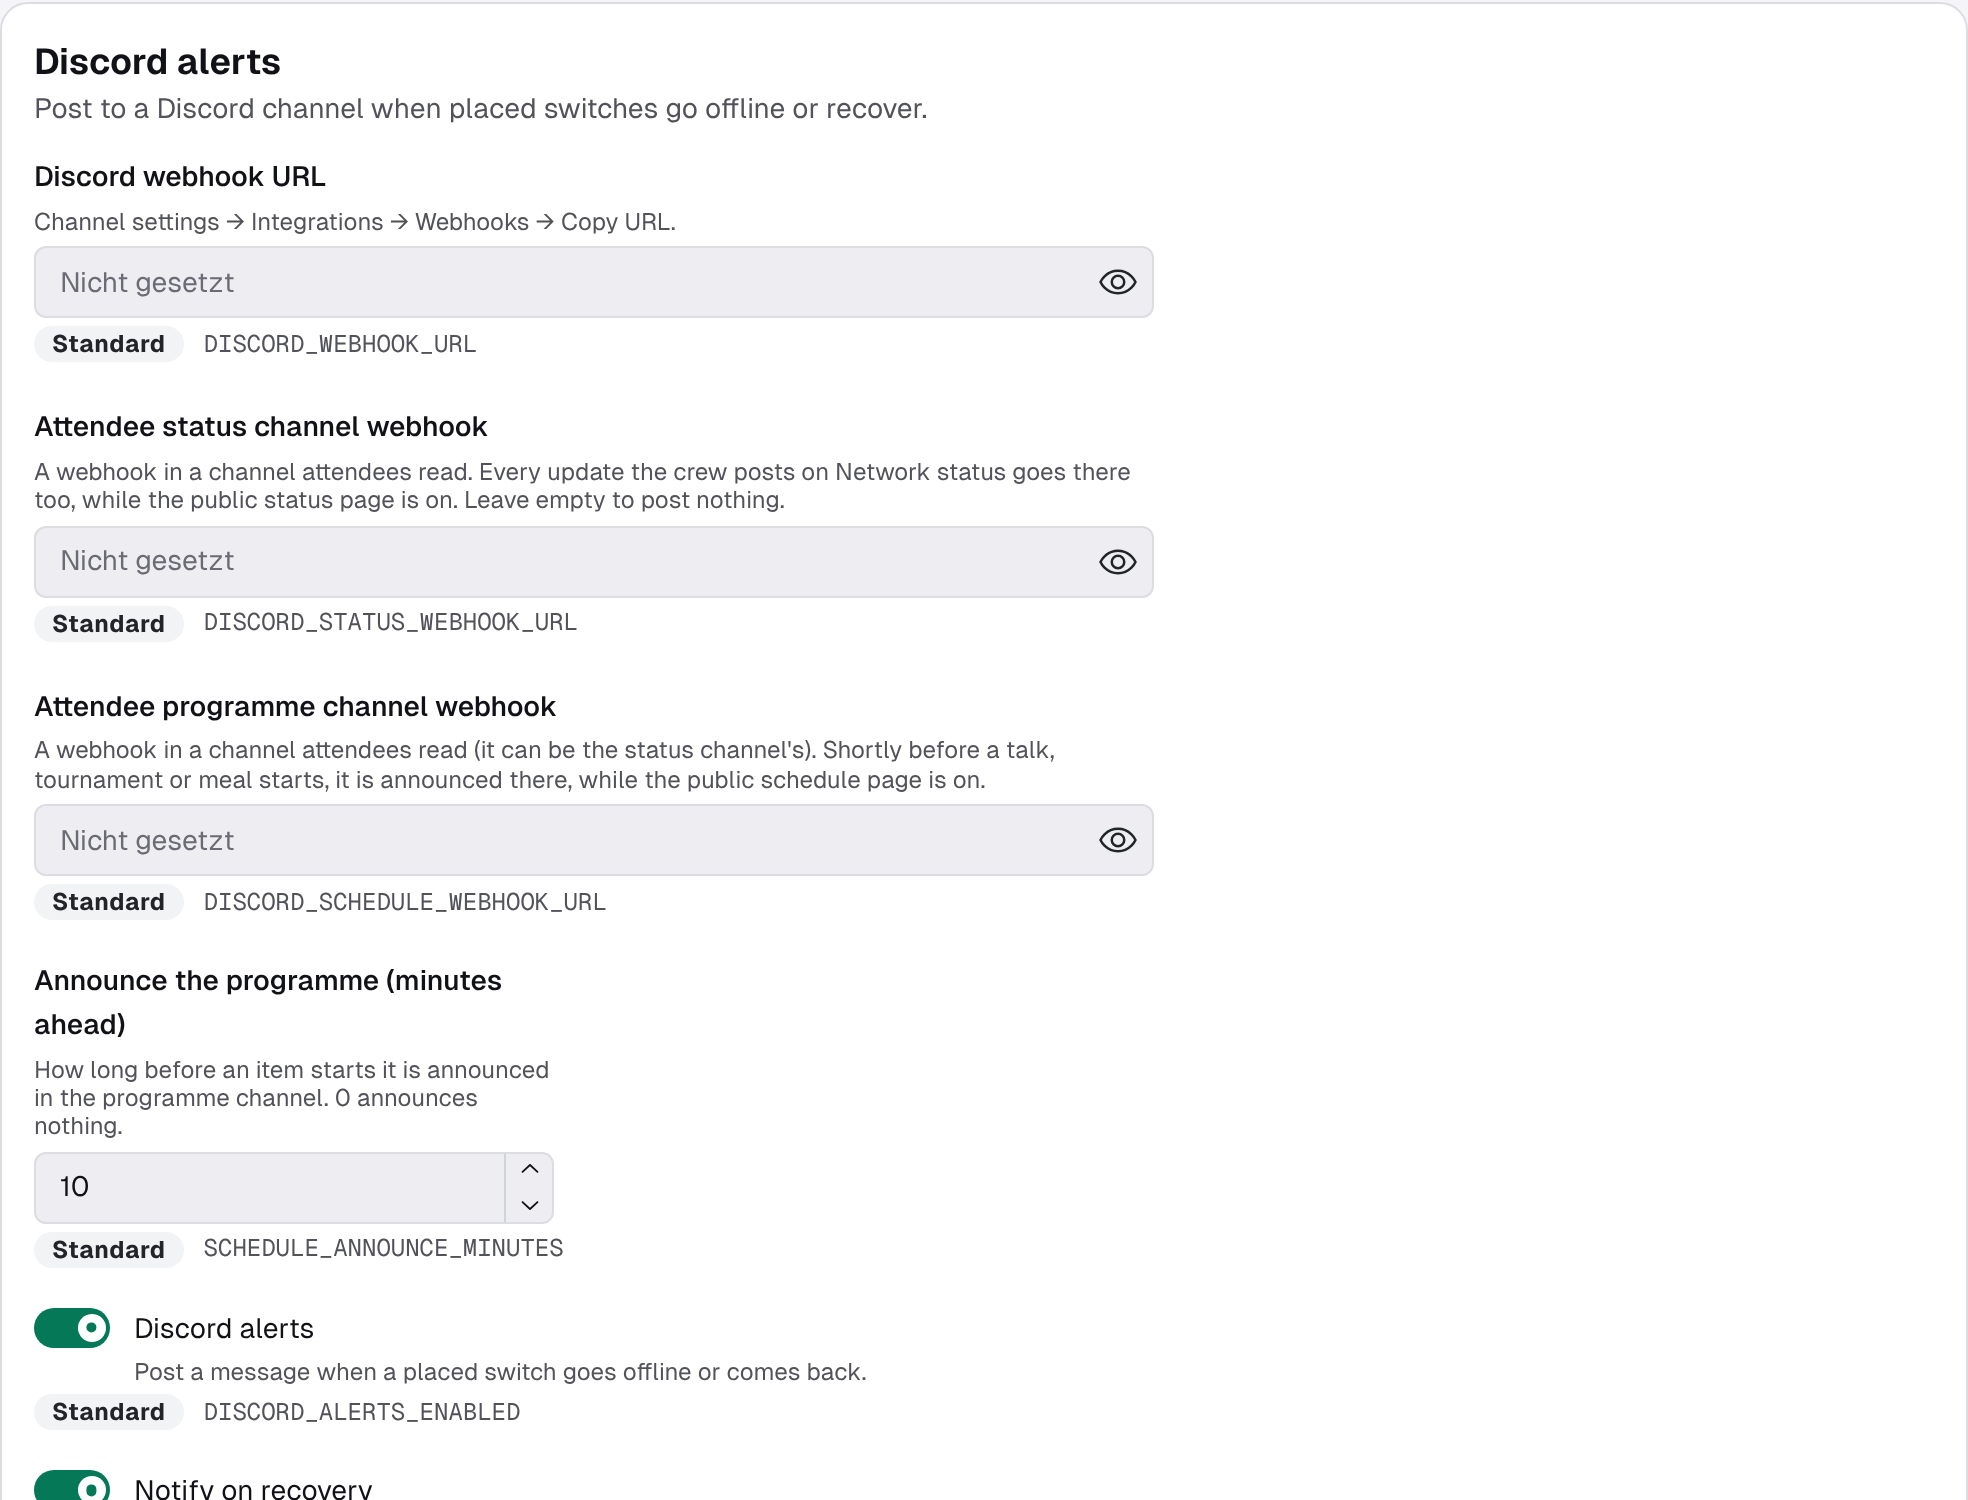 Discord alerts
Post to a Discord channel when placed switches go offline or recover.
Discord webhook URL
Channel settings → Integrations → Webhooks → Copy URL.
Nicht gesetzt
Standard DISCORD_WEBHOOK_URL
Attendee status channel webhook
A webhook in a channel attendees read. Every update the crew posts on Network status goes there
too, while the public status page is on. Leave empty to post nothing.
Nicht gesetzt
Standard DISCORD_STATUS_WEBHOOK_URL
Attendee programme channel webhook
A webhook in a channel attendees read (it can be the status channel's). Shortly before a talk,
tournament or meal starts, it is announced there, while the public schedule page is on.
Nicht gesetzt
Standard DISCORD_SCHEDULE_WEBHOOK_URL
Announce the programme (minutes
ahead)
How long before an item starts it is announced
in the programme channel. 0 announces
nothing.
10
Standard SCHEDULE_ANNOUNCE_MINUTES
Discord alerts
Post a message when a placed switch goes offline or comes back.
Standard DISCORD_ALERTS_ENABLED
Notify on recovery